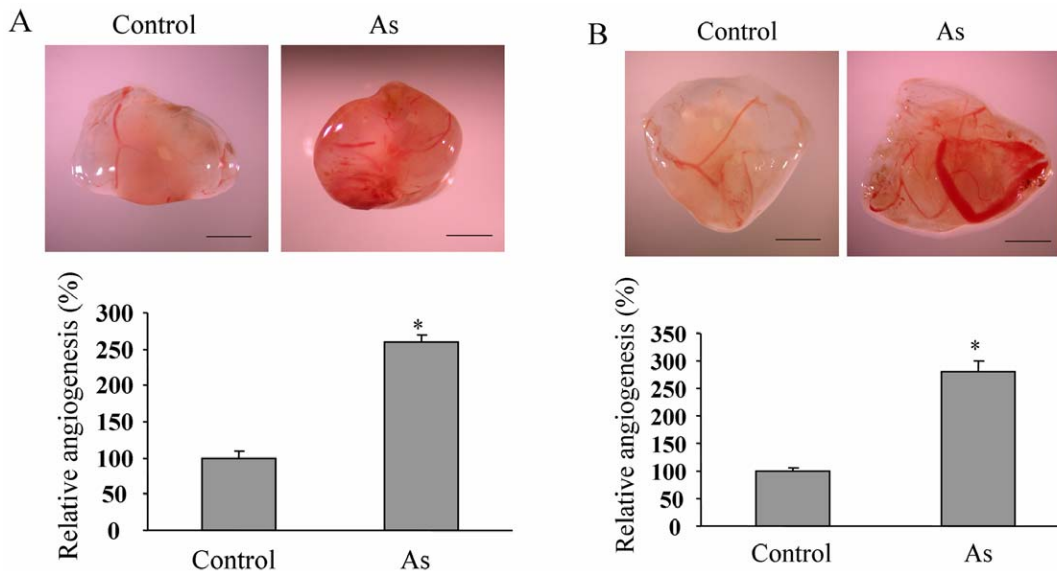 A
Control
As
Relative angiogenesis (%)
300
250
200
150
100
50
0
*
Control
As
B
Control
As
Relative angiogenesis (%)
350
300
250
200
150
100
50
0
*
Control
As